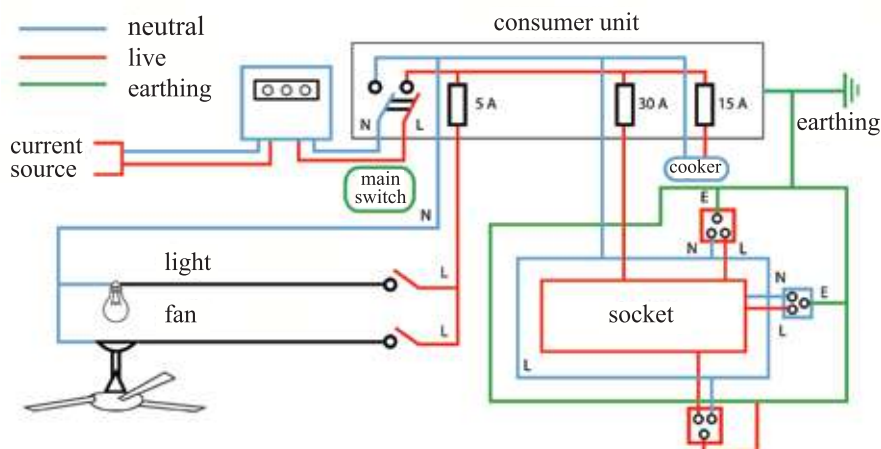 consumer unit
neutral
live
earthing
N L
5 A
30 A
15 A
earthing
current
source
main
switch
cooker
N
E
N L
light
L
fan
L
socket
N
E
L
L